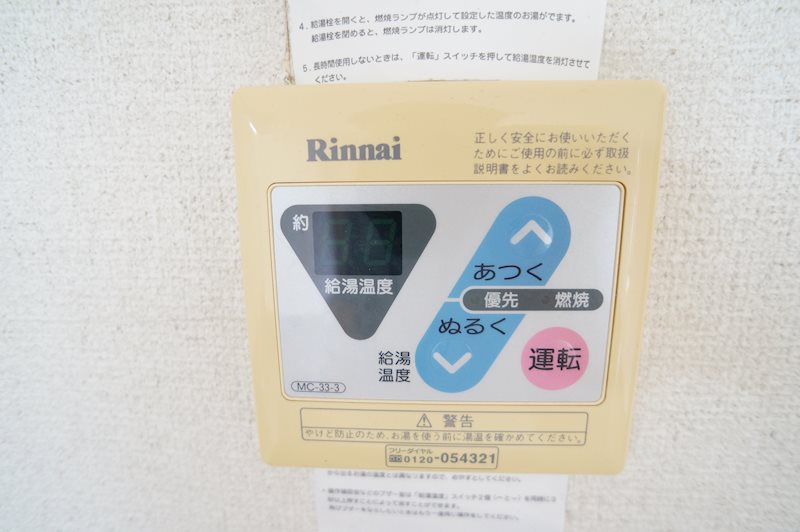 4. 給湯栓を開くと、燃焼ランプが点灯して設定した温度のお湯がでます。
給湯栓を閉めると、燃焼ランプは消灯します。
5. 長時間使用しないときは、「運転」スイッチを押して給湯温度を消灯させて
ください。
Rinnai
正しく安全にお使いいただく
ためにご使用の前に必ず取扱
説明書をよくお読みください。
約
給湯温度
あつく
優先 燃焼
ぬるく
給湯
温度
運転
MC-33-3
警告
やけど防止のため、お湯を使う前に湯温を確かめてください。
フリーダイヤル
0120-054321